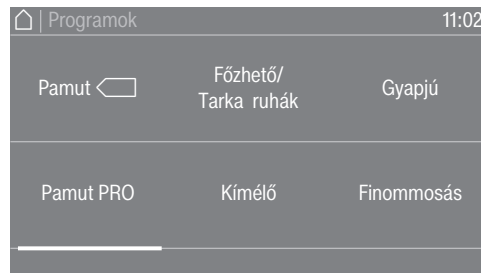 | Programok 11:02
Pamut
Főzhető/
Tarka ruhák
Gyapjú
Pamut PRO
Kímélő
Finommosás